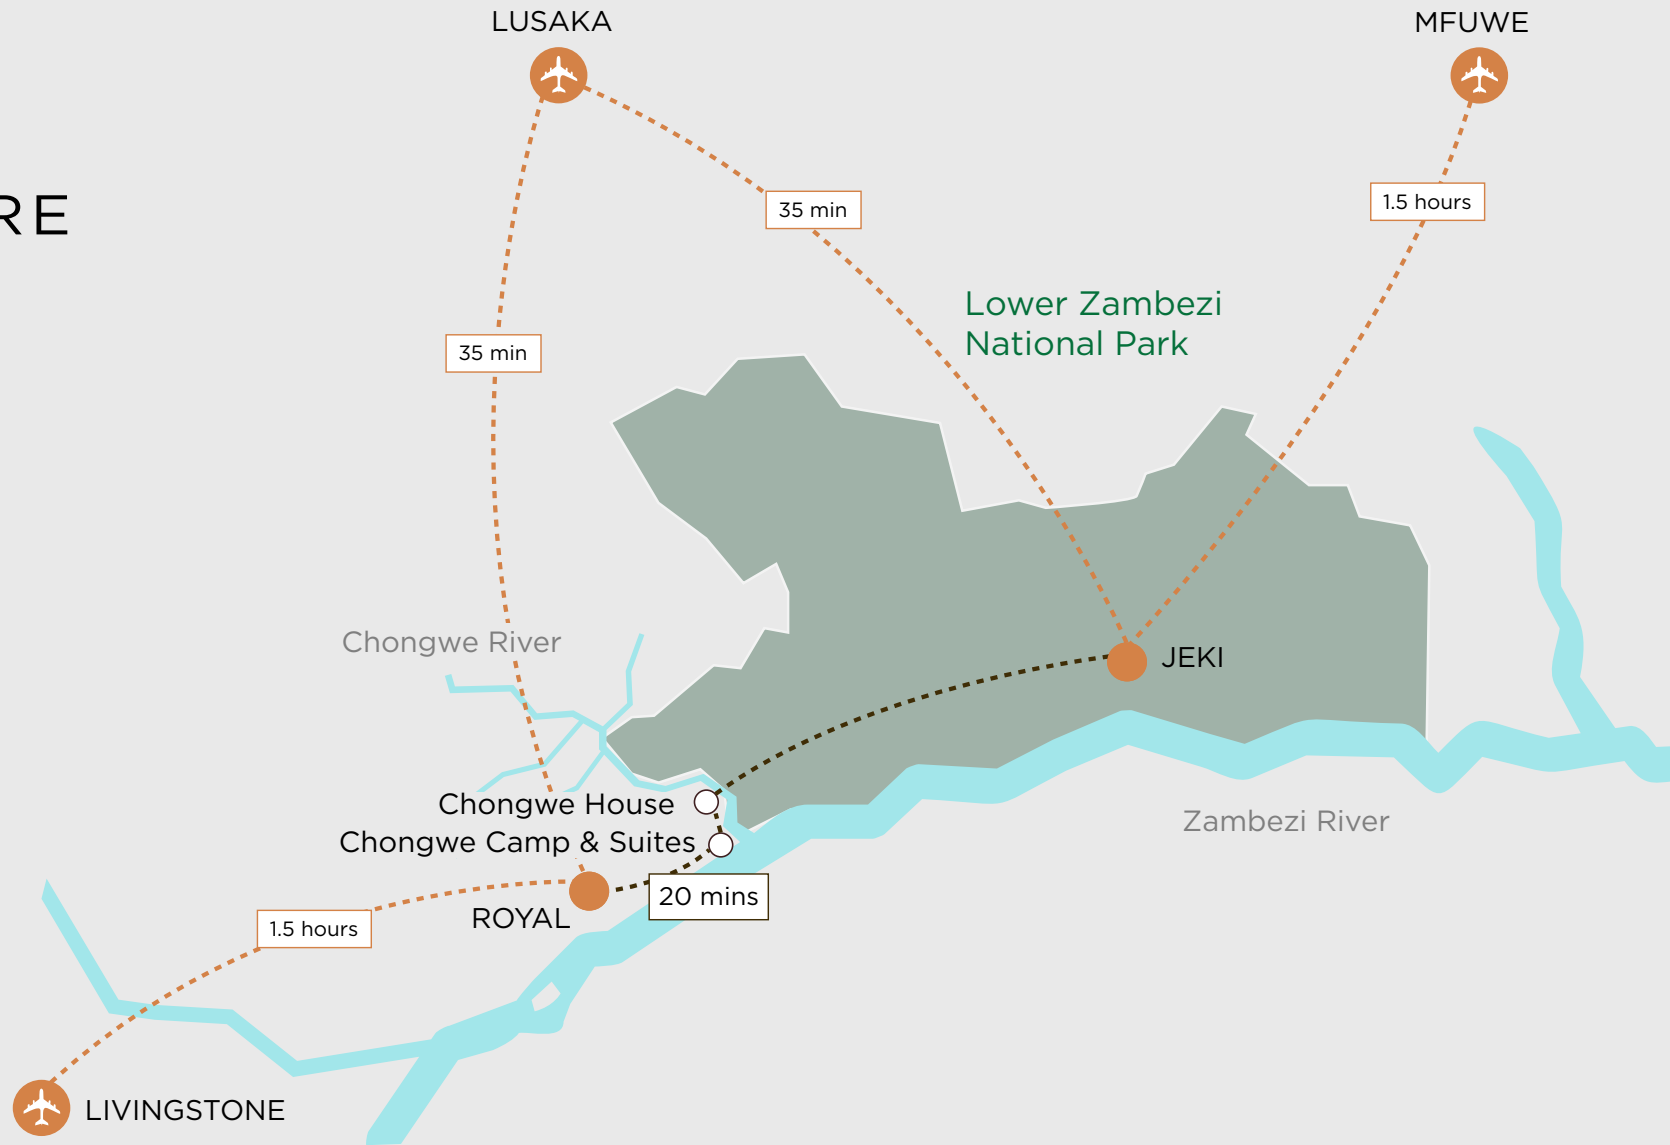 LUSAKA
MFUWE
RE
35 min
1.5 hours
Lower Zambezi
National Park
35 min
Chongwe River
JEKI
Chongwe House
Zambezi River
Chongwe Camp & Suites
20 mins
ROYAL
1.5 hours
LIVINGSTONE